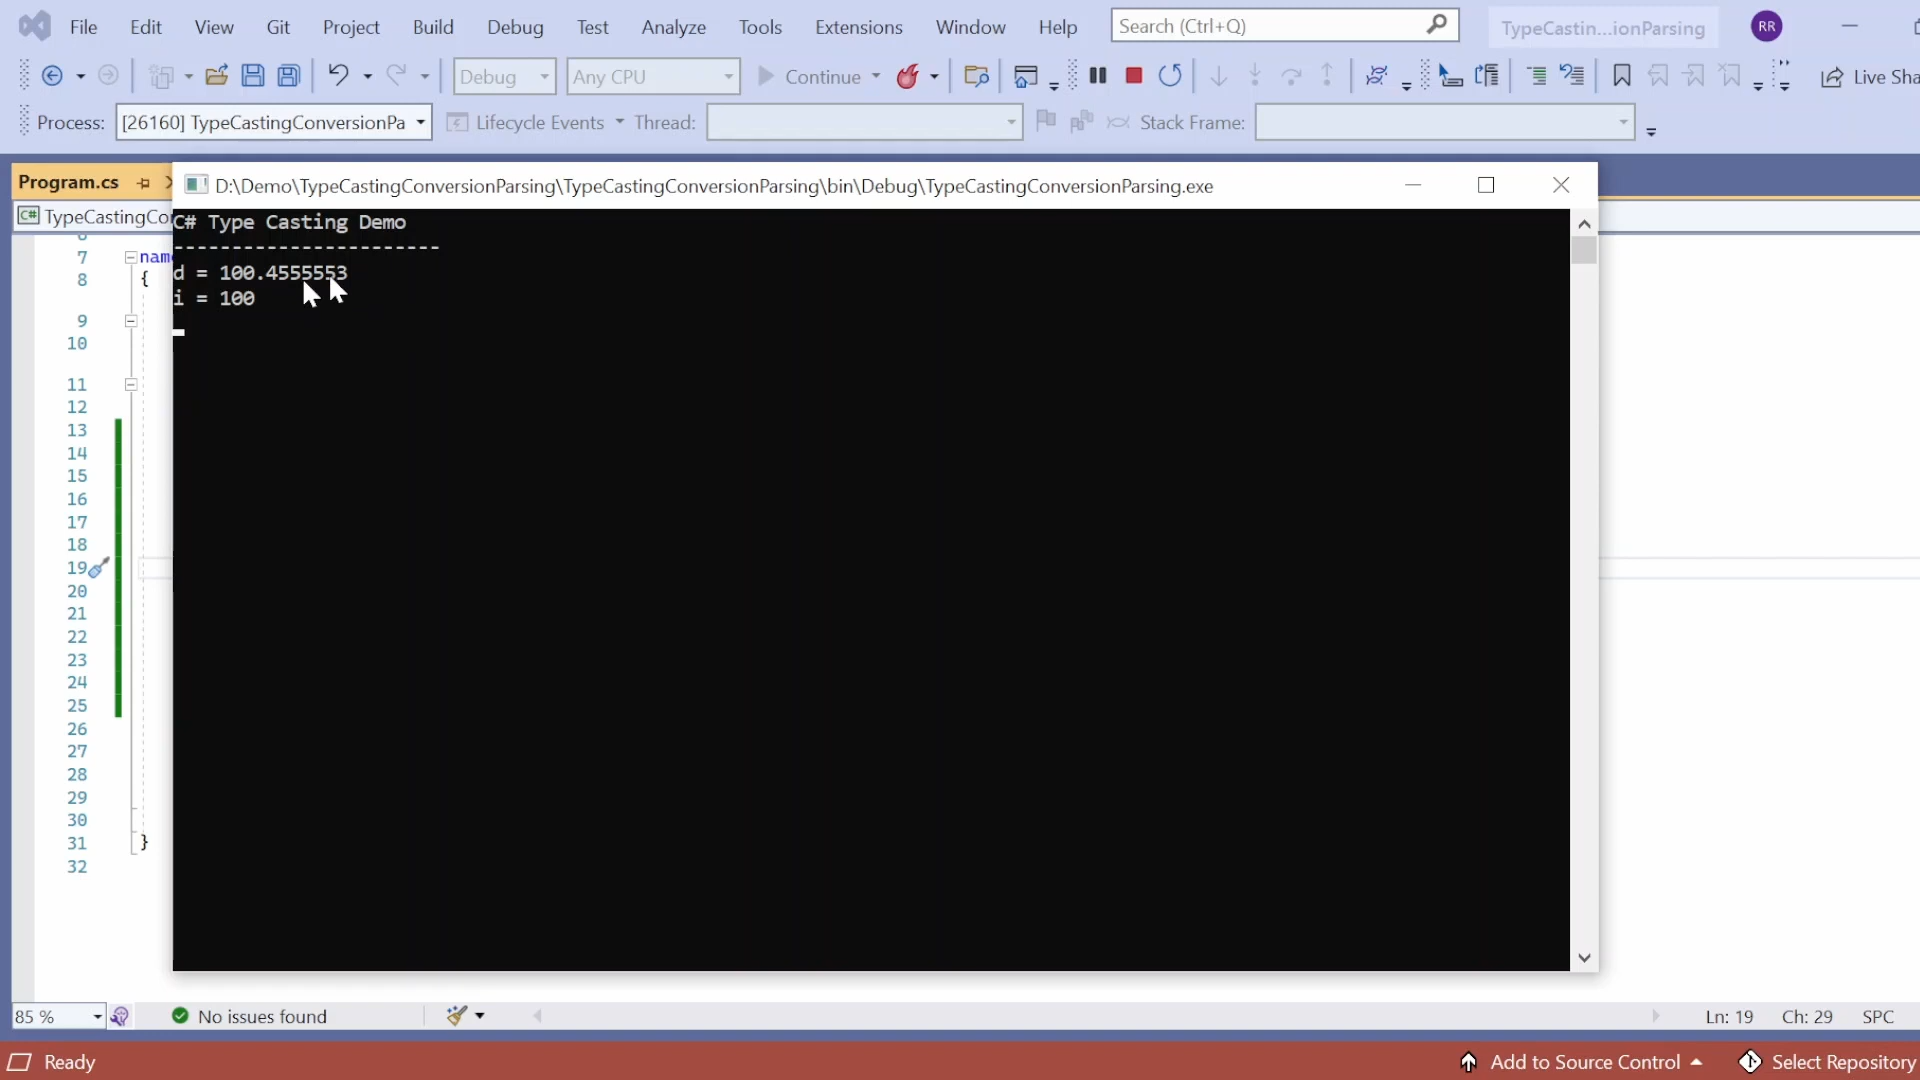 File Edit View Git Project Build Debug Test Analyze Tools Extensions Window Help Search (Ctrl+Q) TypeCastin...ionParsing RR
Debug Any CPU Continue Live Sha
Process: [26160] TypeCastingConversionPa Lifecycle Events Thread: Stack Frame:
Program.cs
D:\Demo\TypeCastingConversionParsing\TypeCastingConversionParsing\bin\Debug\TypeCastingConversionParsing.exe
C# TypeCastingCo
C# Type Casting Demo
-----------------------
d = 100.4555553
i = 100
7 nam
8 {
9
10
11
12
13
14
15
16
17
18
19
20
21
22
23
24
25
26
27
28
29
30
31 }
32
85 % No issues found Ln: 19 Ch: 29 SPC
Ready Add to Source Control Select Repository